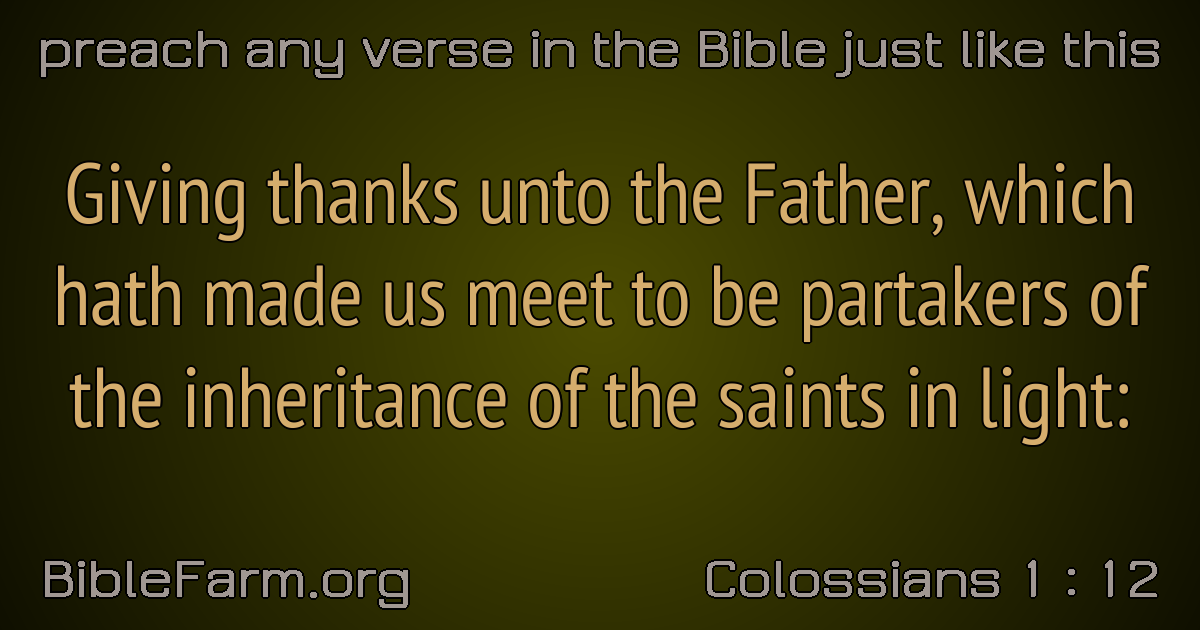 preach any verse in the Bible just like this
Giving thanks unto the Father, which
hath made us meet to be partakers of
the inheritance of the saints in light:
BibleFarm.org
Colossians 1 : 12